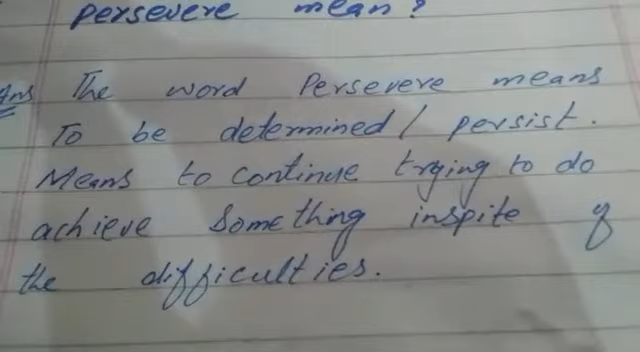 persevere mean?
Ans The word Persevere means
To be determined/ persist.
Means to continue trying to do
achieve something inspite of
the difficulties.